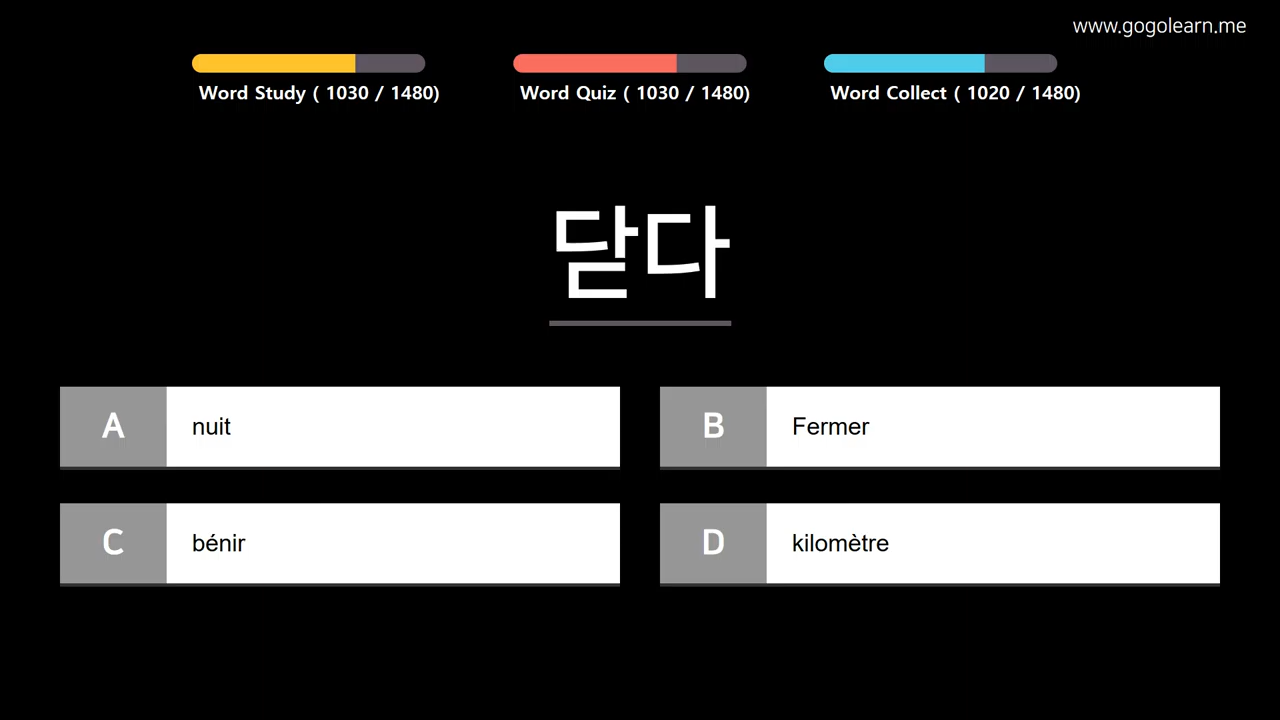 www.gogolearn.me
Word Study ( 1030 / 1480)
Word Quiz ( 1030 / 1480)
Word Collect ( 1020 / 1480)
닫다
A nuit
B Fermer
C bénir
D kilomètre